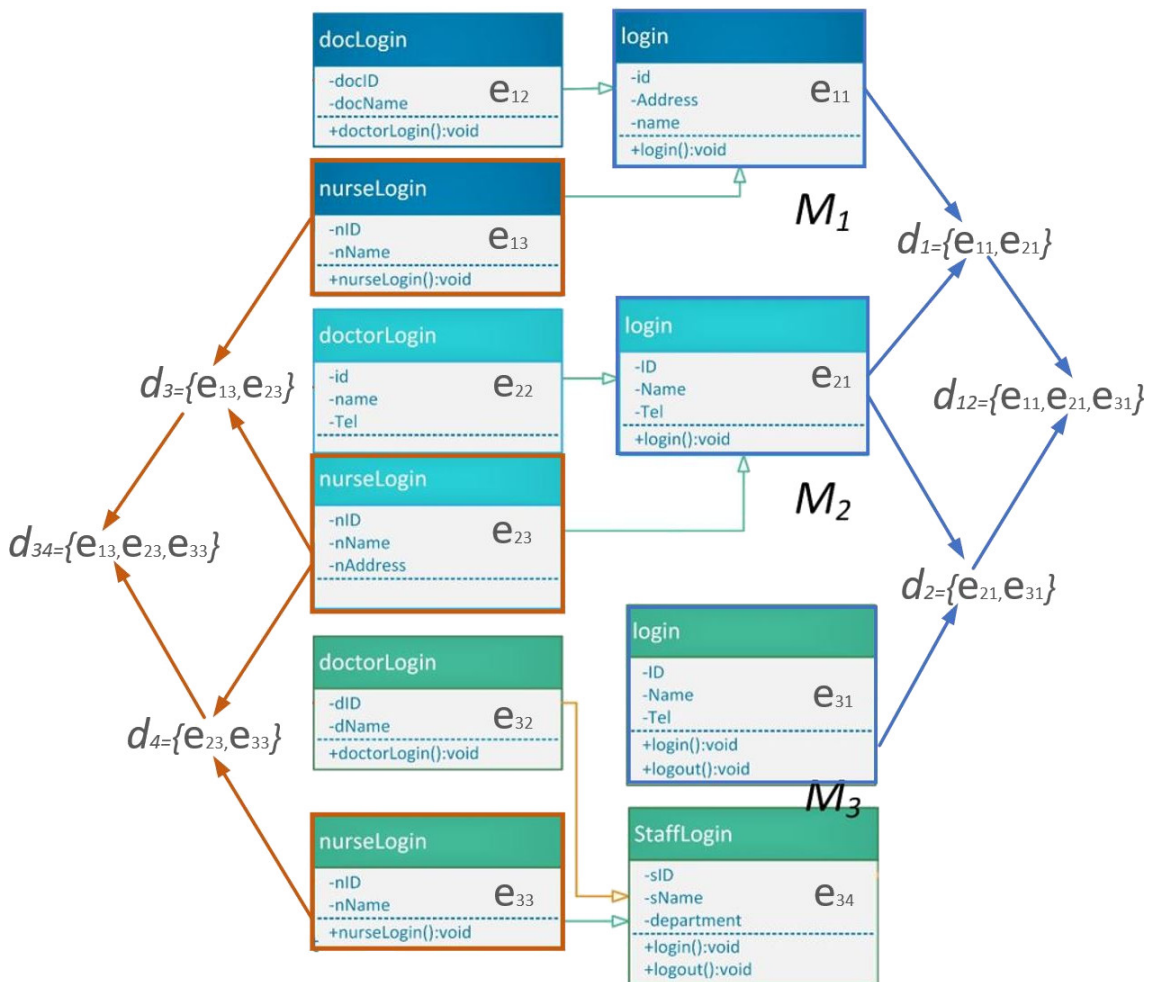 docLogin
-docID
-docName
+doctorLogin():void
e₁₂
login
-id
-Address
-name
+login():void
e₁₁
nurseLogin
-nID
-nName
+nurseLogin():void
e₁₃
M₁
d₁={e₁₁,e₂₁}
doctorLogin
-id
-name
-Tel
e₂₂
login
-ID
-Name
-Tel
+login():void
e₂₁
d₃={e₁₃,e₂₃}
d₁₂={e₁₁,e₂₁,e₃₁}
nurseLogin
-nID
-nName
-nAddress
e₂₃
M₂
d₃₄={e₁₃,e₂₃,e₃₃}
d₂={e₂₁,e₃₁}
doctorLogin
-dID
-dName
+doctorLogin():void
e₃₂
login
-ID
-Name
-Tel
+login():void
+logout():void
e₃₁
d₄={e₂₃,e₃₃}
M₃
nurseLogin
-nID
-nName
+nurseLogin():void
e₃₃
StaffLogin
-sID
-sName
-department
+login():void
+logout():void
e₃₄